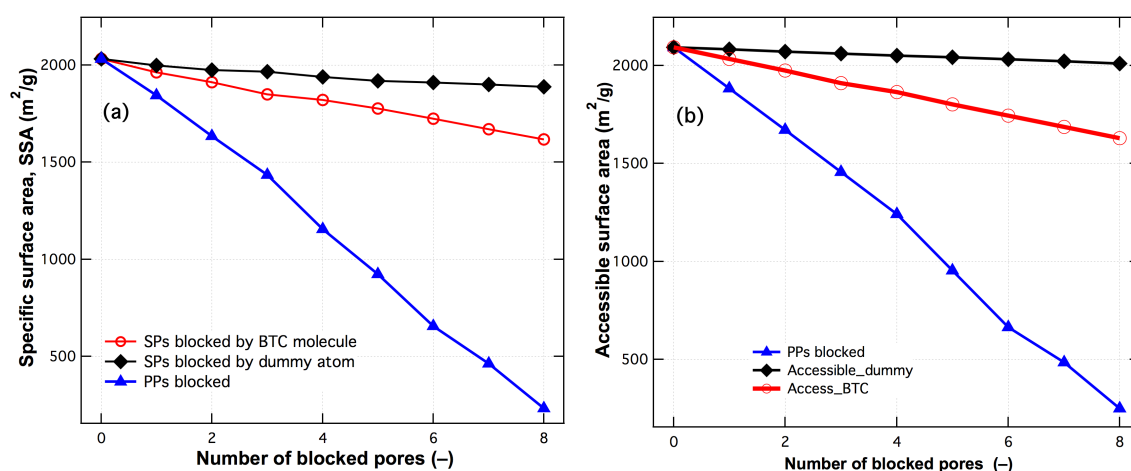 Specific surface area, SSA (m²/g)
2000
1500
1000
500
(a)
SPs blocked by BTC molecule
SPs blocked by dummy atom
PPs blocked
0 2 4 6 8
Number of blocked pores (–)
Accessible surface area (m²/g)
2000
1500
1000
500
(b)
PPs blocked
Accessible_dummy
Access_BTC
0 2 4 6 8
Number of blocked pores (–)